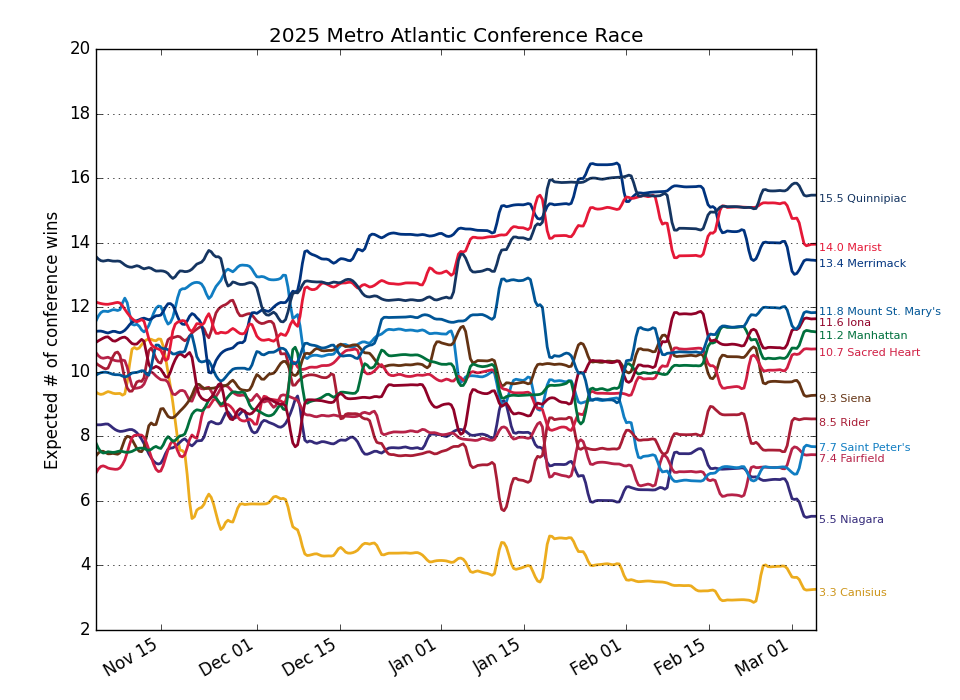 2025 Metro Atlantic Conference Race
Expected # of conference wins
20
18
16
14
12
10
8
6
4
2
15.5 Quinnipiac
14.0 Marist
13.4 Merrimack
11.8 Mount St. Mary's
11.6 Iona
11.2 Manhattan
10.7 Sacred Heart
9.3 Siena
8.5 Rider
7.7 Saint Peter's
7.4 Fairfield
5.5 Niagara
3.3 Canisius
Nov 15
Dec 01
Dec 15
Jan 01
Jan 15
Feb 01
Feb 15
Mar 01